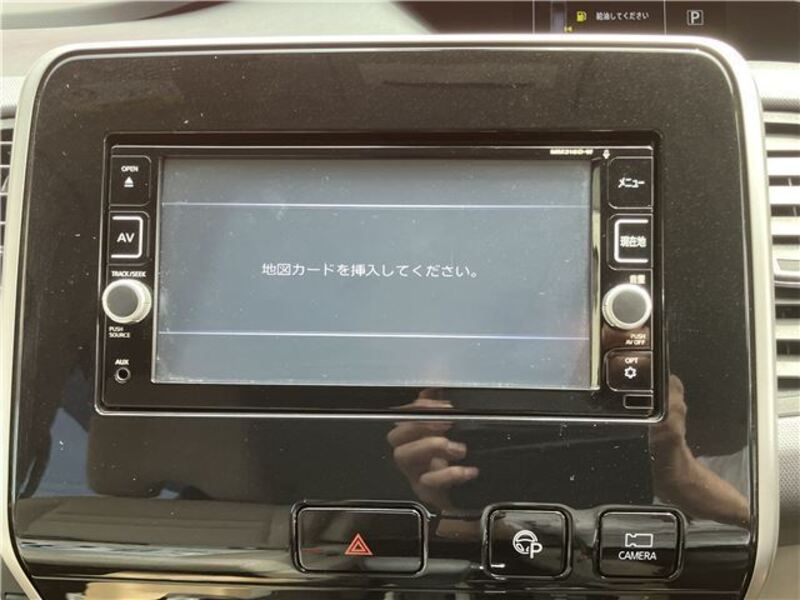 給油してください
P
MM316D-W
OPEN
メニュー
AV
現在地
地図カードを挿入してください。
TRACK/SEEK
音量
PUSH
SOURCE
PUSH
AV OFF
AUX
OPT
P
CAMERA